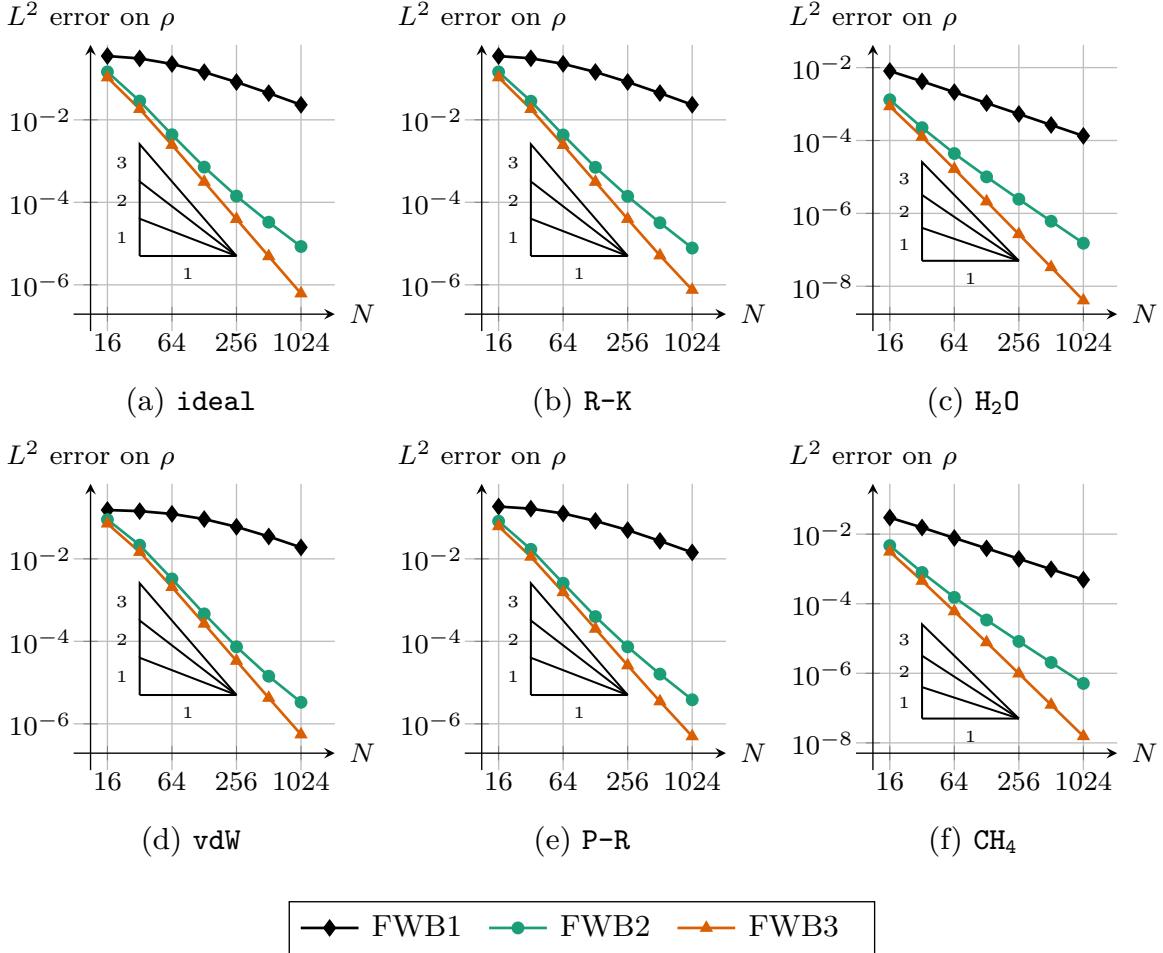 L² error on ρ
10⁻²
10⁻⁴
10⁻⁶
3
2
1
1
N
16 64 256 1024
(a) ideal
L² error on ρ
10⁻²
10⁻⁴
10⁻⁶
3
2
1
1
N
16 64 256 1024
(b) R-K
L² error on ρ
10⁻²
10⁻⁴
10⁻⁶
10⁻⁸
3
2
1
1
N
16 64 256 1024
(c) H₂O
L² error on ρ
10⁻²
10⁻⁴
10⁻⁶
3
2
1
1
N
16 64 256 1024
(d) vdW
L² error on ρ
10⁻²
10⁻⁴
10⁻⁶
3
2
1
1
N
16 64 256 1024
(e) P-R
L² error on ρ
10⁻²
10⁻⁴
10⁻⁶
10⁻⁸
3
2
1
1
N
16 64 256 1024
(f) CH₄
FWB1 FWB2 FWB3